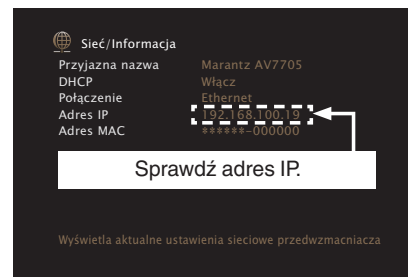 Sieć/Informacja
Przyjazna nazwa Marantz AV7705
DHCP Włącz
Połączenie Ethernet
Adres IP 192.168.100.19
Adres MAC ******-000000
Sprawdź adres IP.
Wyświetla aktualne ustawienia sieciowe przedwzmacniacza